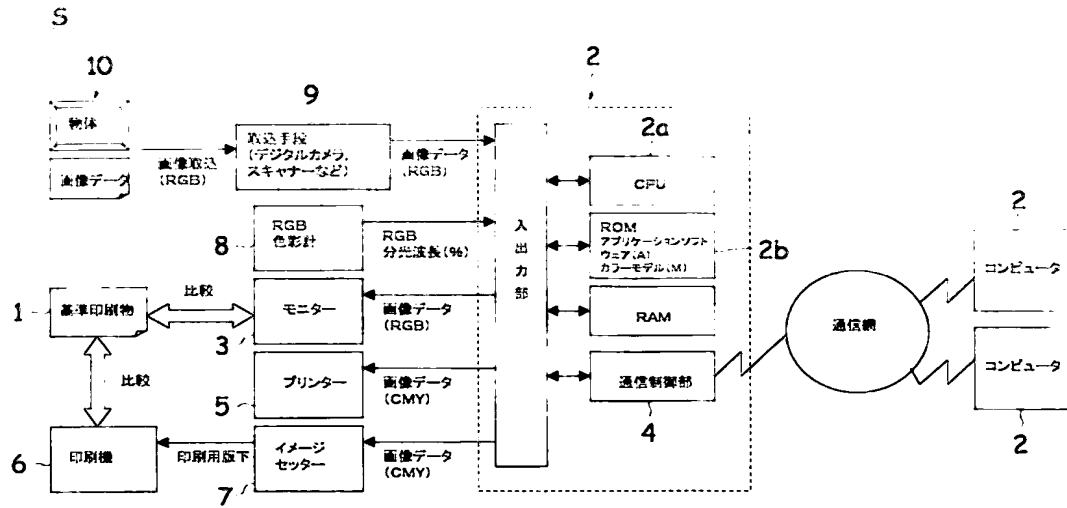 S
10
物体
画像データ
画像取込
(RGB)
9
取込手段
(デジタルカメラ,
スキャナーなど)
画像データ
(RGB)
2
2a
CPU
RGB
色彩計
8
RGB
分光波長(%)
入出力部
ROM
アプリケーションソフト
ウェア(A)
カラーモデル(M)
2b
1
基準印刷物
比較
モニター
3
画像データ
(RGB)
RAM
比較
プリンター
5
画像データ
(CMY)
通信制御部
4
6
印刷機
印刷用版下
イメージ
セッター
7
画像データ
(CMY)
通信網
2
コンピュータ
コンピュータ
2